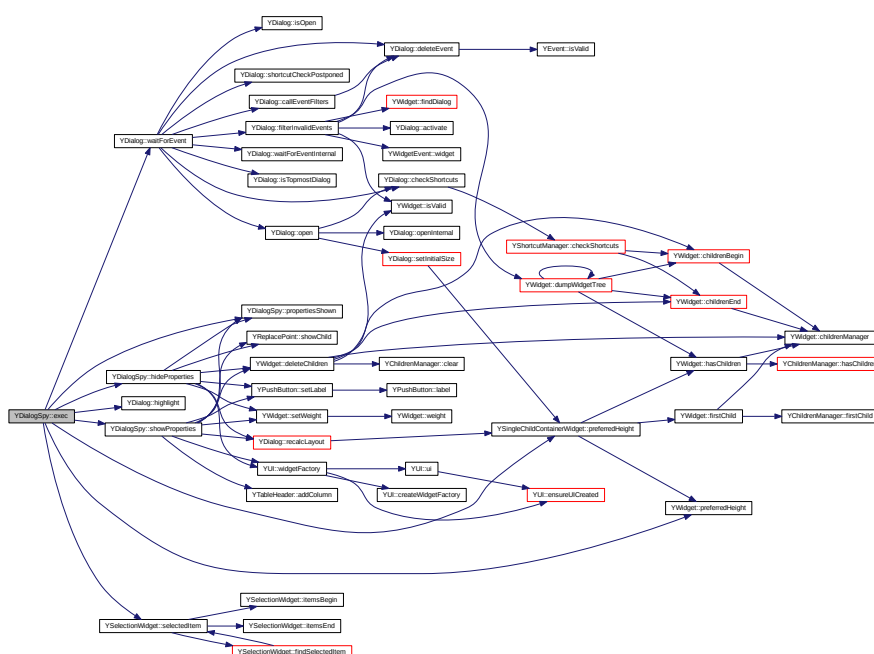 YDialog::isOpen
YDialog::deleteEvent
YEvent::isValid
YDialog::shortcutCheckPostponed
YDialog::callEventFilters
YWidget::findDialog
YDialog::filterInvalidEvents
YDialog::activate
YDialog::waitForEvent
YDialog::waitForEventInternal
YWidgetEvent::widget
YDialog::isTopmostDialog
YDialog::checkShortcuts
YWidget::isValid
YDialog::open
YDialog::openInternal
YShortcutManager::checkShortcuts
YWidget::childrenBegin
YDialog::setInitialSize
YWidget::dumpWidgetTree
YWidget::childrenEnd
YDialogSpy::propertiesShown
YReplacePoint::showChild
YWidget::childrenManager
YWidget::deleteChildren
YChildrenManager::clear
YWidget::hasChildren
YChildrenManager::hasChildren
YDialogSpy::hideProperties
YPushButton::setLabel
YPushButton::label
YDialog::highlight
YDialogSpy::exec
YWidget::setWeight
YWidget::weight
YWidget::firstChild
YChildrenManager::firstChild
YDialogSpy::showProperties
YDialog::recalcLayout
YSingleChildContainerWidget::preferredHeight
YUI::widgetFactory
YUI::ui
YTableHeader::addColumn
YUI::createWidgetFactory
YUI::ensureUICreated
YWidget::preferredHeight
YSelectionWidget::itemsBegin
YSelectionWidget::selectedItem
YSelectionWidget::itemsEnd
YSelectionWidget::findSelectedItem